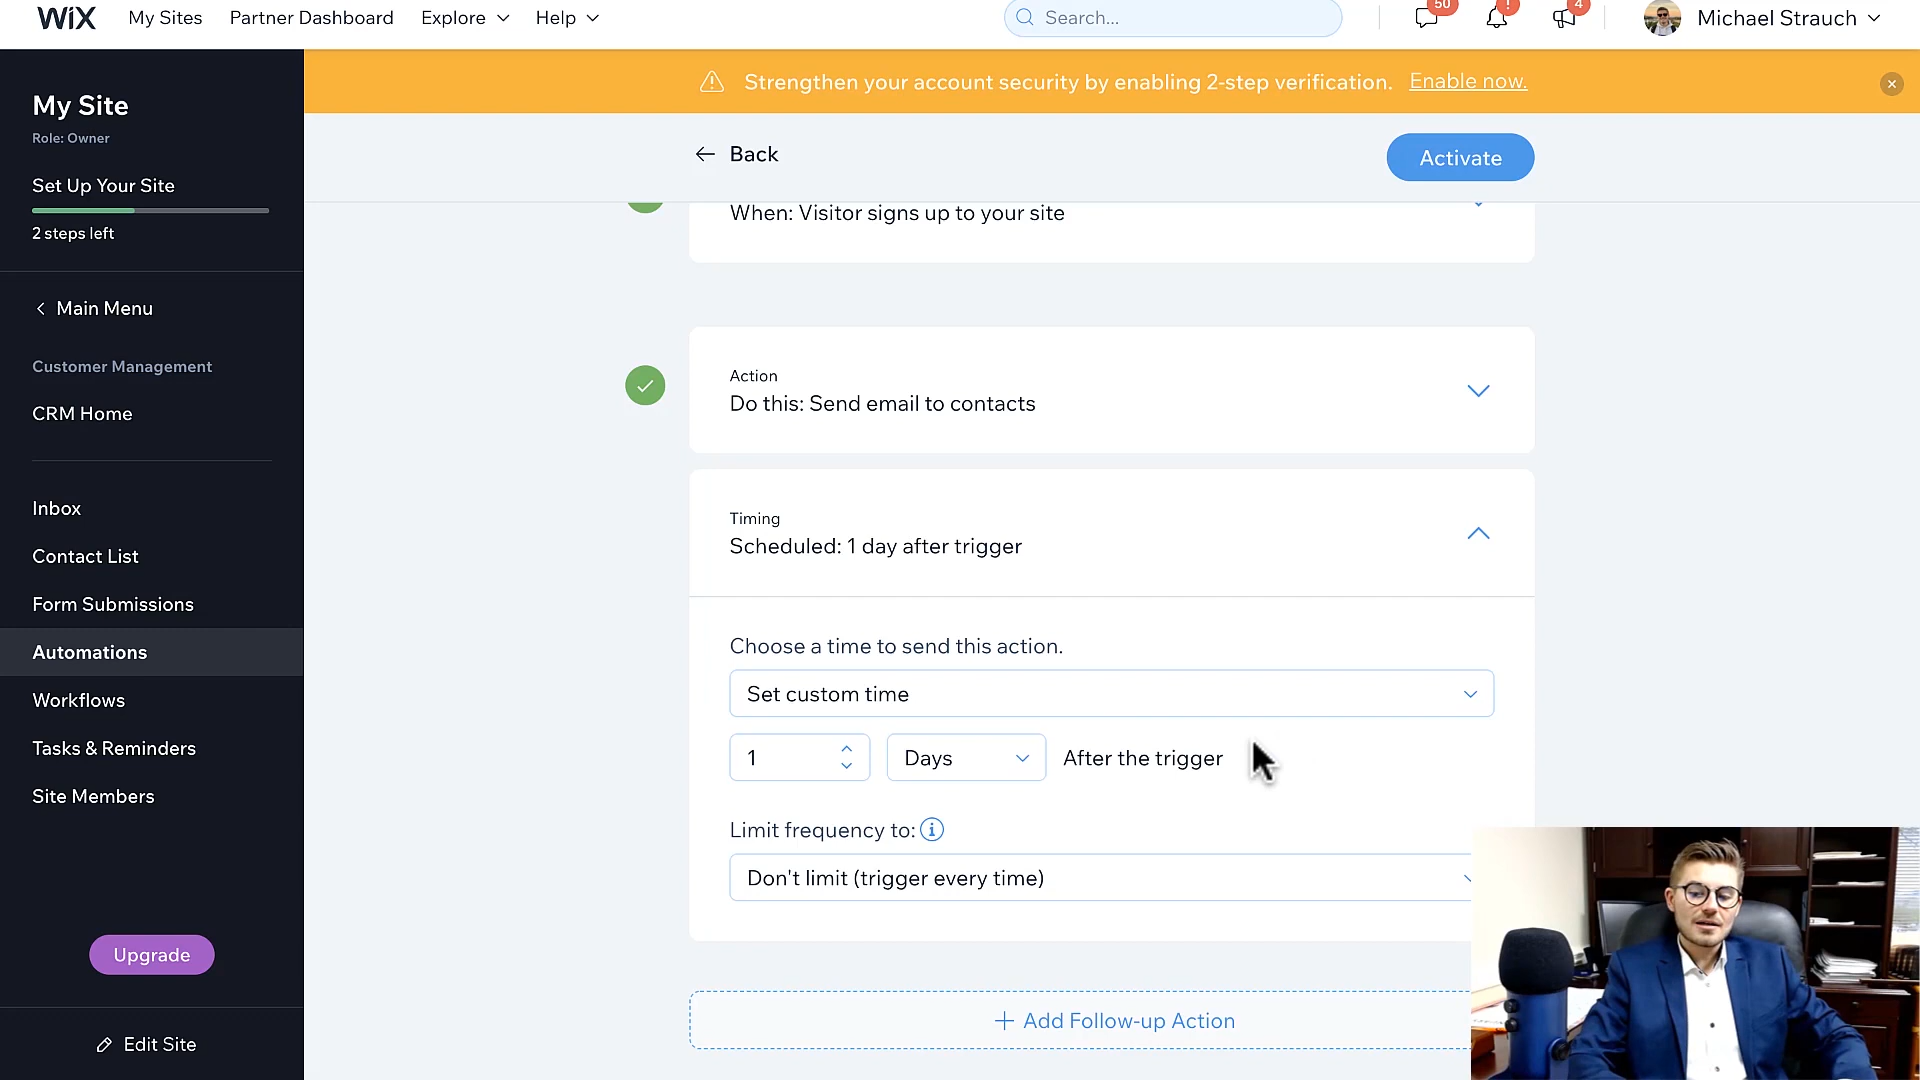 WiX My Sites Partner Dashboard Explore Help Search... 50 ! 4 Michael Strauch
Strengthen your account security by enabling 2-step verification. Enable now.
My Site
Role: Owner
Set Up Your Site
2 steps left
Main Menu
Customer Management
CRM Home
Inbox
Contact List
Form Submissions
Automations
Workflows
Tasks & Reminders
Site Members
Upgrade
Edit Site
Back
Activate
When: Visitor signs up to your site
Action
Do this: Send email to contacts
Timing
Scheduled: 1 day after trigger
Choose a time to send this action.
Set custom time
1 Days After the trigger
Limit frequency to:
Don't limit (trigger every time)
Add Follow-up Action